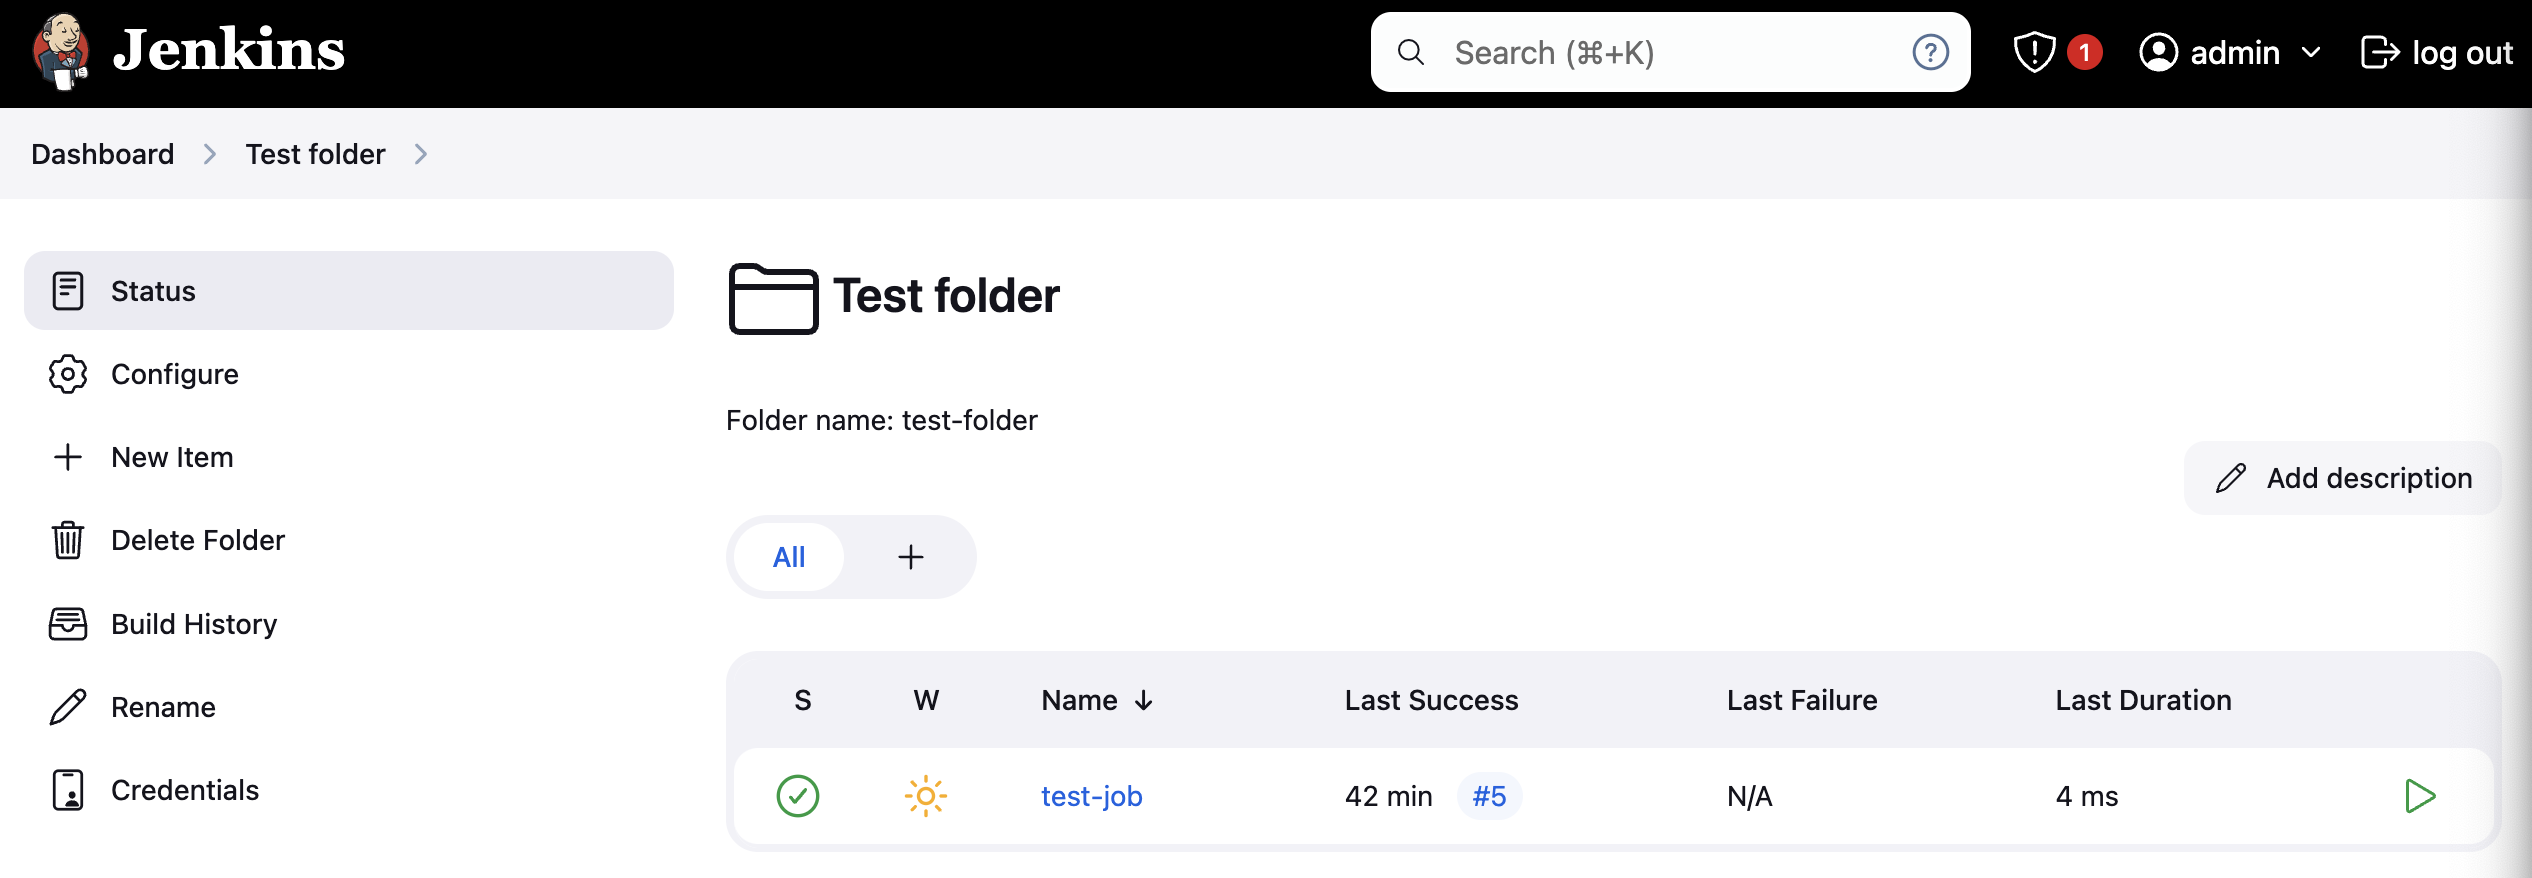 Jenkins
Search (⌘+K)
?
1
admin
log out
Dashboard
Test folder
Status
Configure
New Item
Delete Folder
Build History
Rename
Credentials
Test folder
Folder name: test-folder
Add description
All +
S W Name ↓ Last Success Last Failure Last Duration
test-job 42 min #5 N/A 4 ms